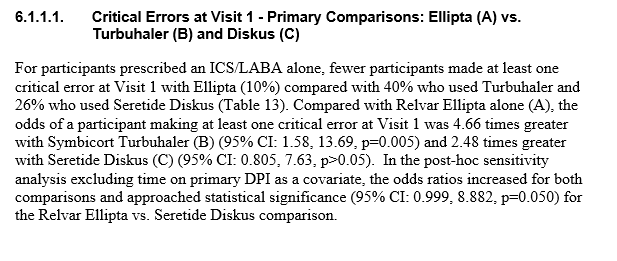 6.1.1.1. Critical Errors at Visit 1 - Primary Comparisons: Ellipta (A) vs.
Turbuhaler (B) and Diskus (C)
For participants prescribed an ICS/LABA alone, fewer participants made at least one
critical error at Visit 1 with Ellipta (10%) compared with 40% who used Turbuhaler and
26% who used Seretide Diskus (Table 13). Compared with Relvar Ellipta alone (A), the
odds of a participant making at least one critical error at Visit 1 was 4.66 times greater
with Symbicort Turbuhaler (B) (95% CI: 1.58, 13.69, p=0.005) and 2.48 times greater
with Seretide Diskus (C) (95% CI: 0.805, 7.63, p>0.05). In the post-hoc sensitivity
analysis excluding time on primary DPI as a covariate, the odds ratios increased for both
comparisons and approached statistical significance (95% CI: 0.999, 8.882, p=0.050) for
the Relvar Ellipta vs. Seretide Diskus comparison.